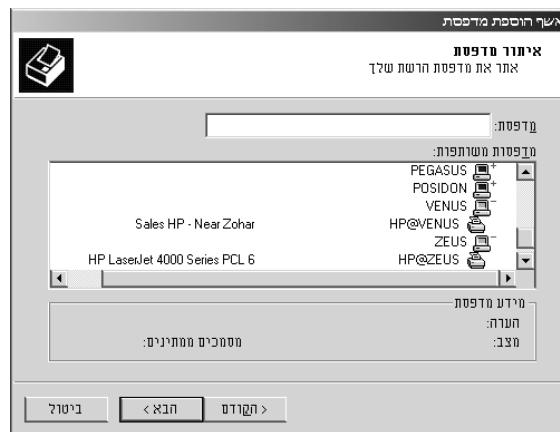 אשף הוספת מדפסת
איתור מדפסת
אתר את מדפסת הרשת שלך
מדפסת:
מדפסות משותפות:
PEGASUS
POSIDON
VENUS
HP@VENUS Sales HP - Near Zohar
ZEUS
HP@ZEUS HP LaserJet 4000 Series PCL 6
מידע מדפסת
הערה:
מצב: מסמכים ממתינים:
< הקודם הבא > ביטול